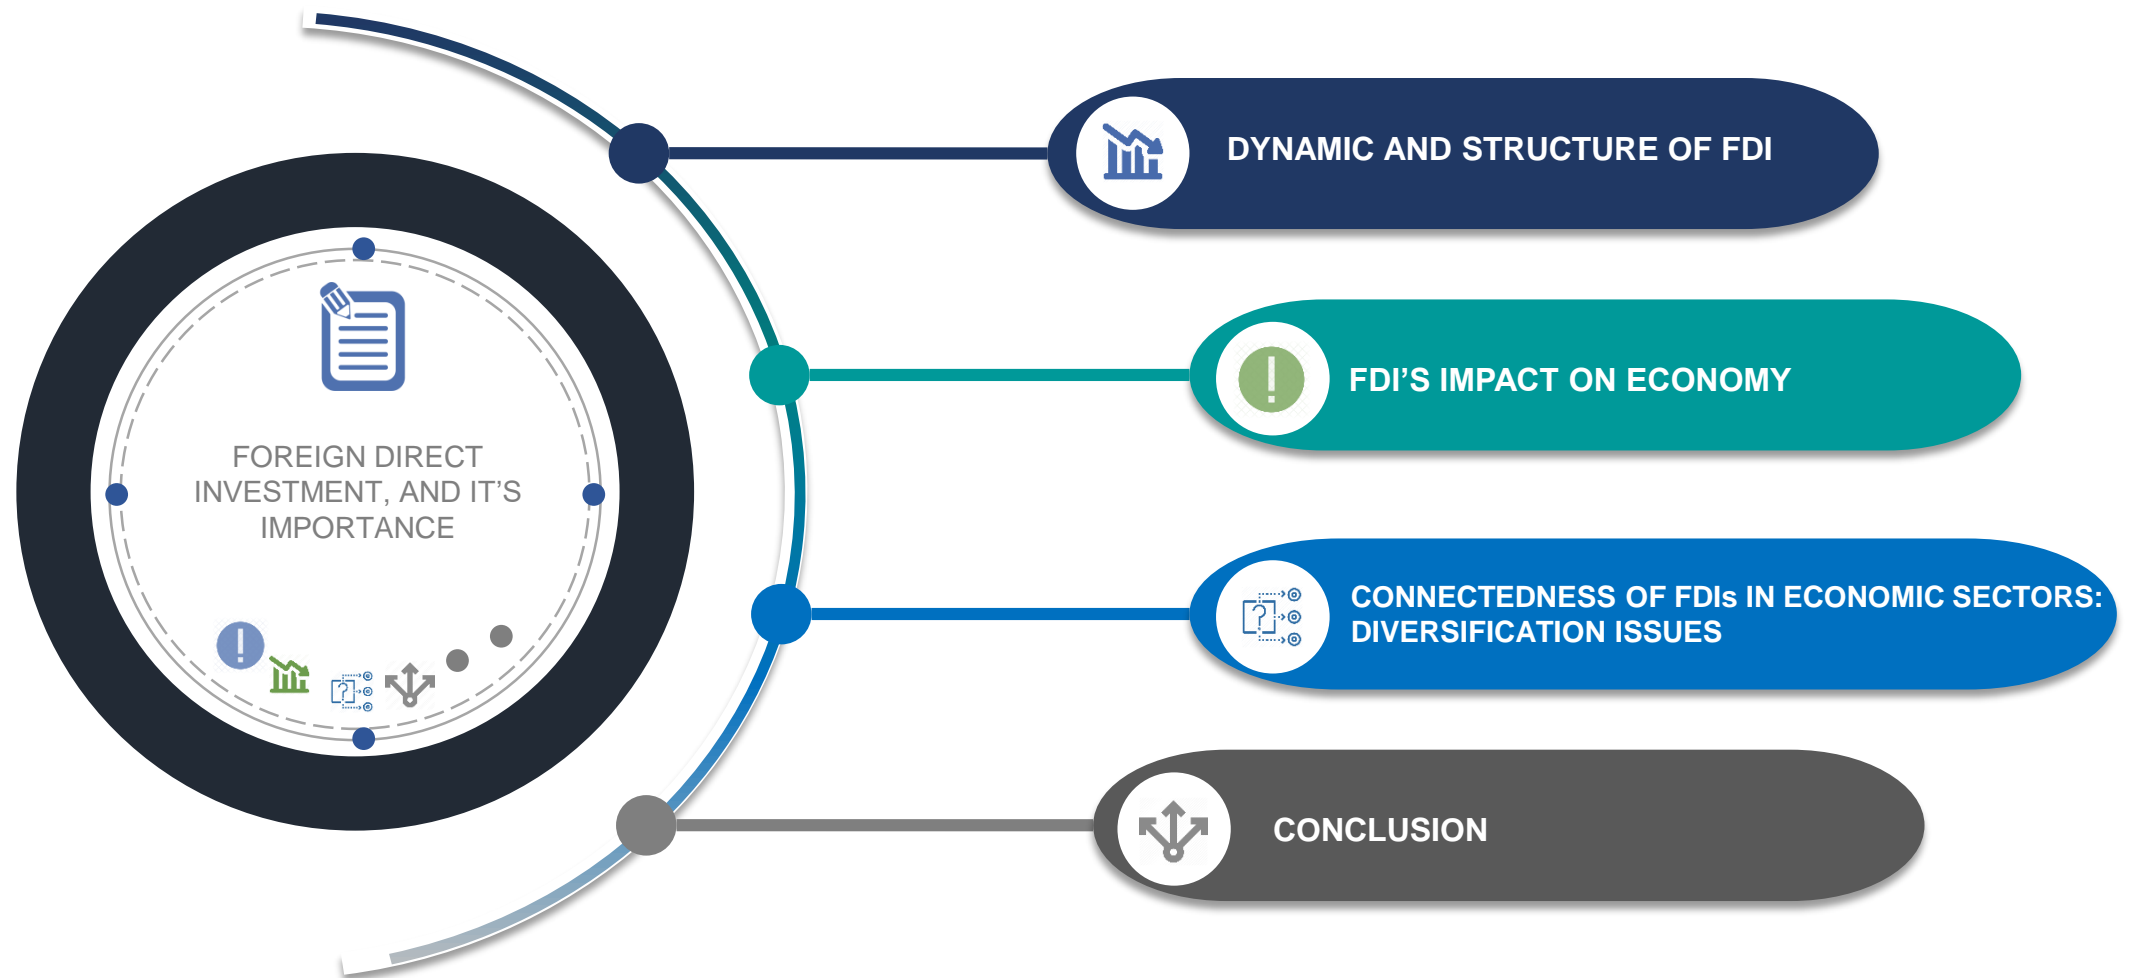 FOREIGN DIRECT
INVESTMENT, AND IT’S
IMPORTANCE
DYNAMIC AND STRUCTURE OF FDI
FDI’S IMPACT ON ECONOMY
CONNECTEDNESS OF FDIs IN ECONOMIC SECTORS:
DIVERSIFICATION ISSUES
CONCLUSION